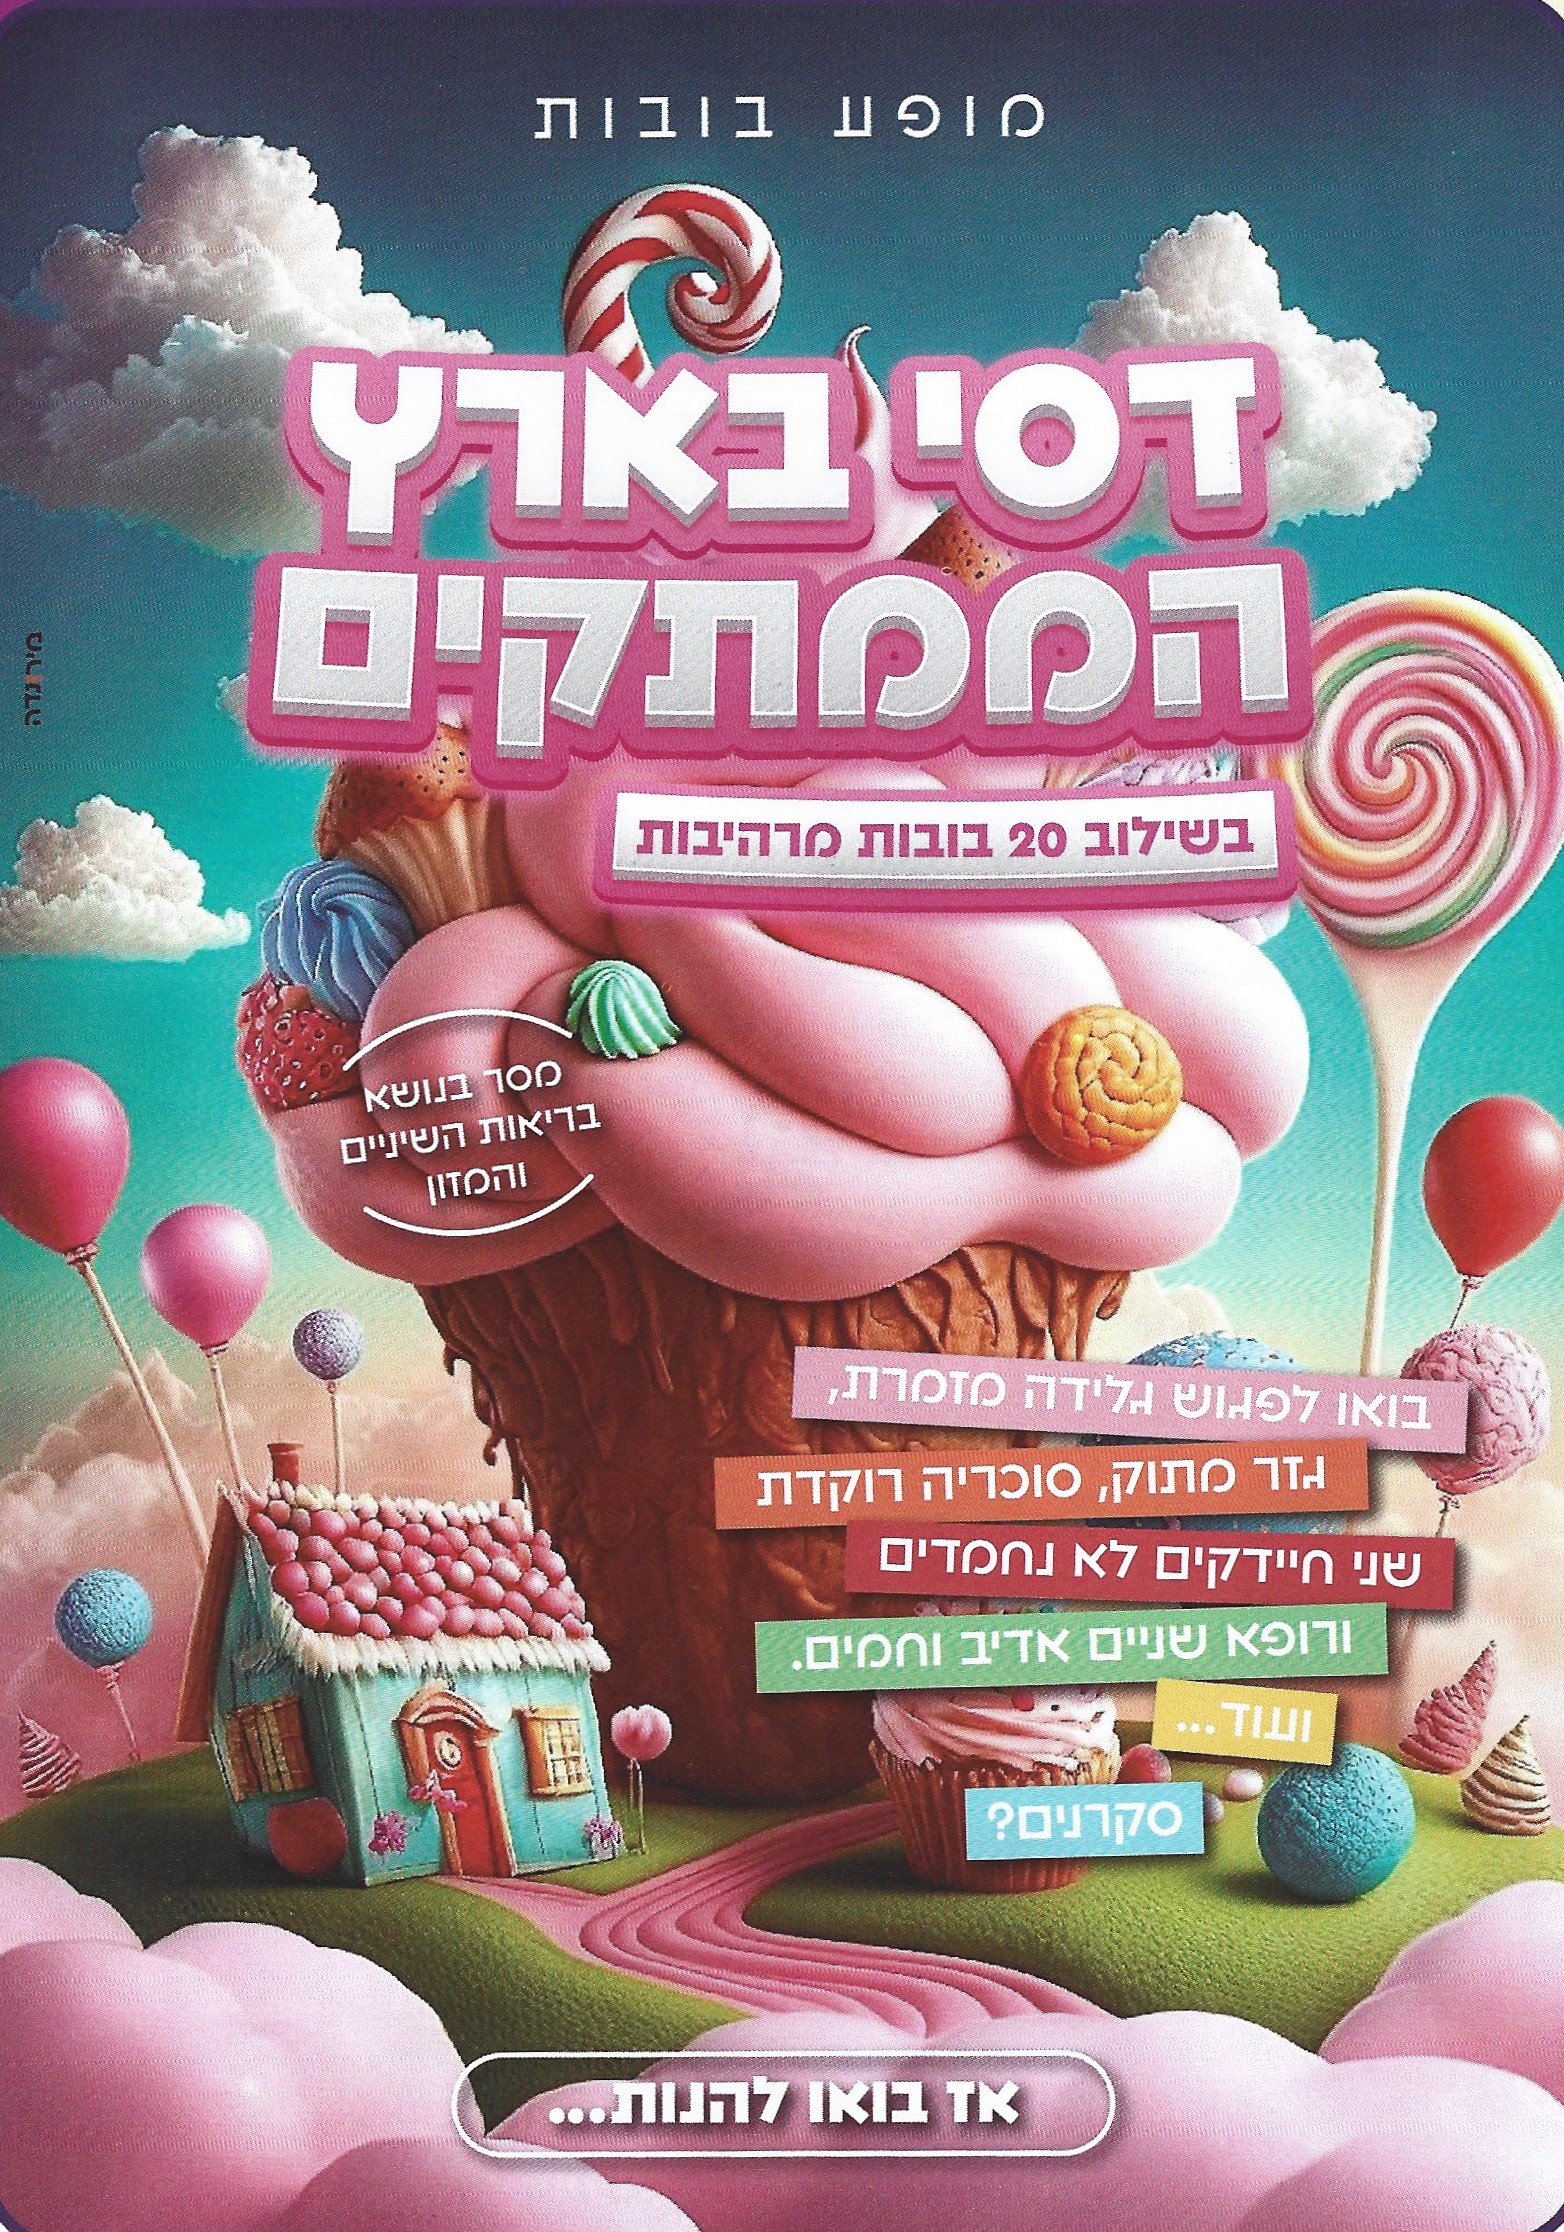 מופע בובות
דסי בארץ
הממתקים
בשילוב 20 בובות מרהיבות
מסר בנושא
בריאות השיניים
והמזון
בואו לפגוש גלידה מזמרת,
גזר מתוק, סוכריה רוקדת
שני חיידקים לא נחמדים
ורופא שניים אדיב וחמים.
ועוד...
סקרנים?
אז בואו להנות...
מירנדה